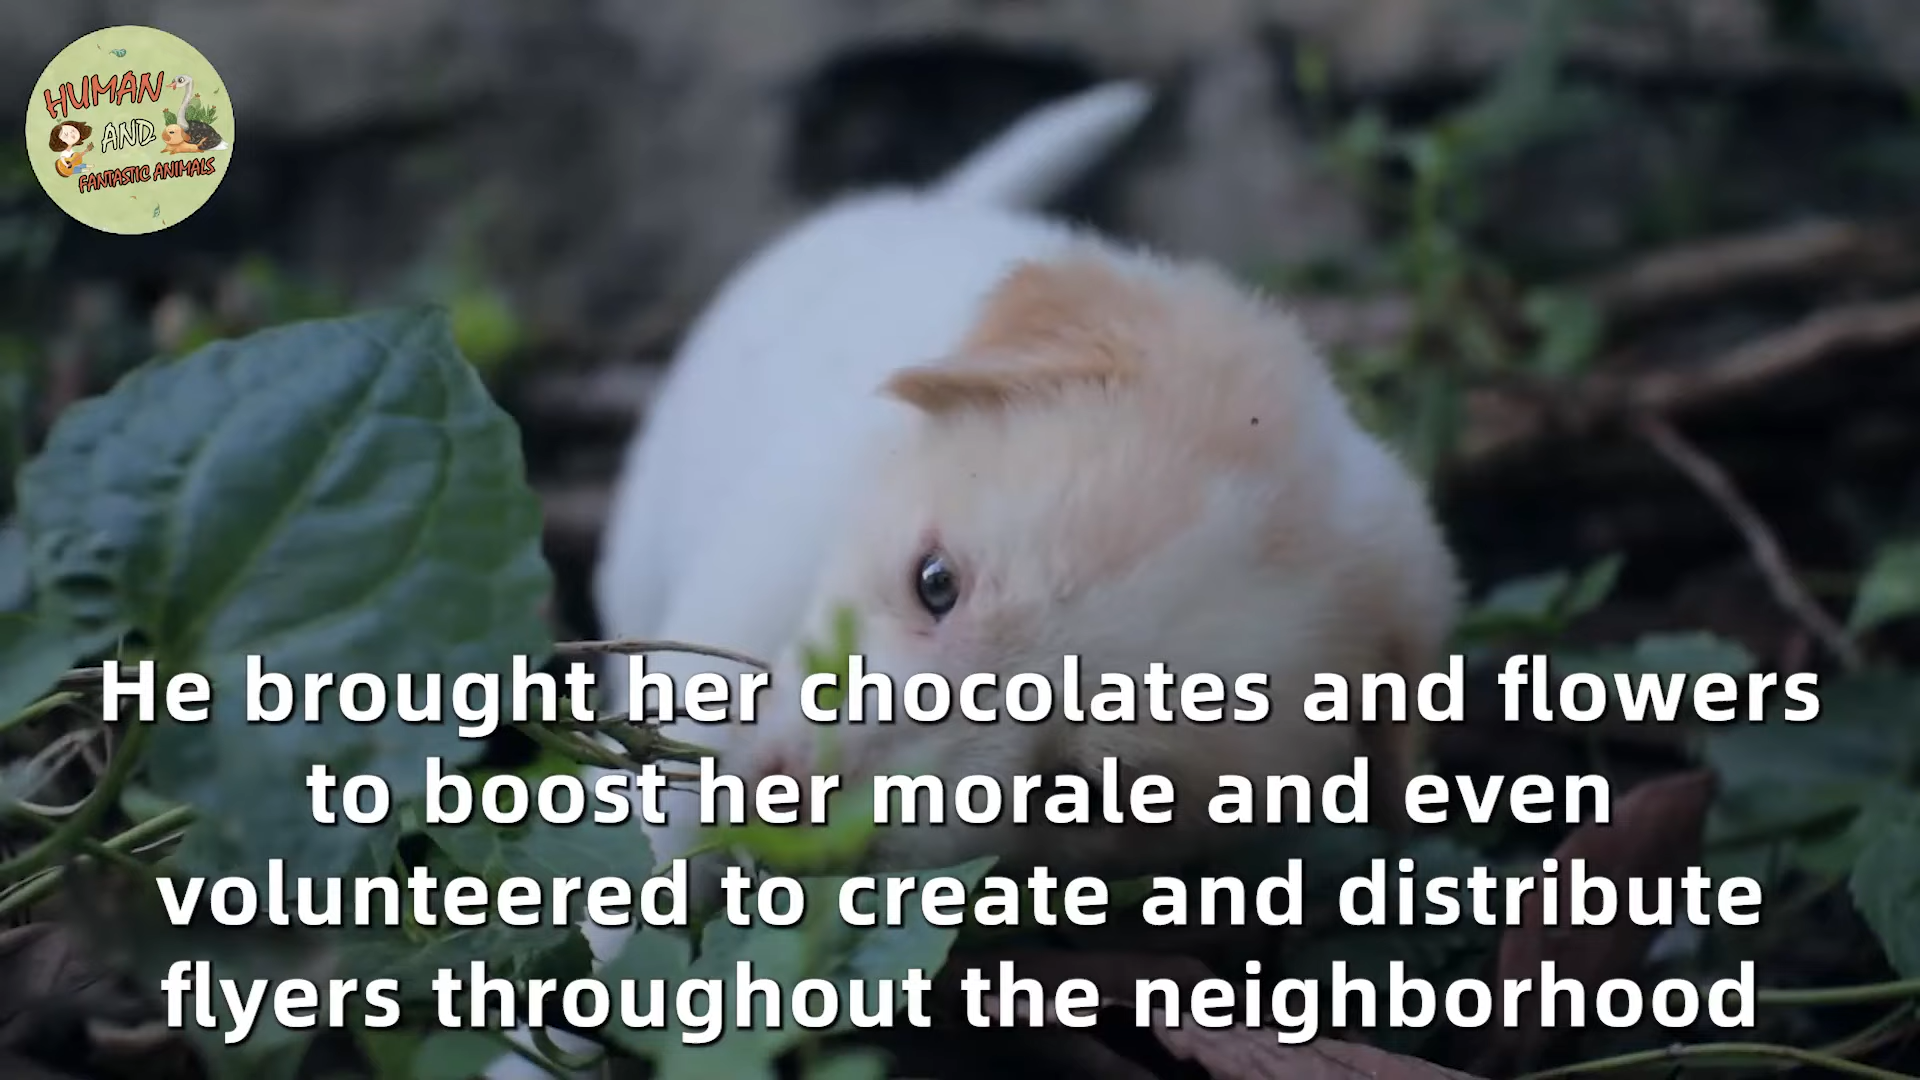 HUMAN
AND
FANTASTIC ANIMALS
He brought her chocolates and flowers
to boost her morale and even
volunteered to create and distribute
flyers throughout the neighborhood